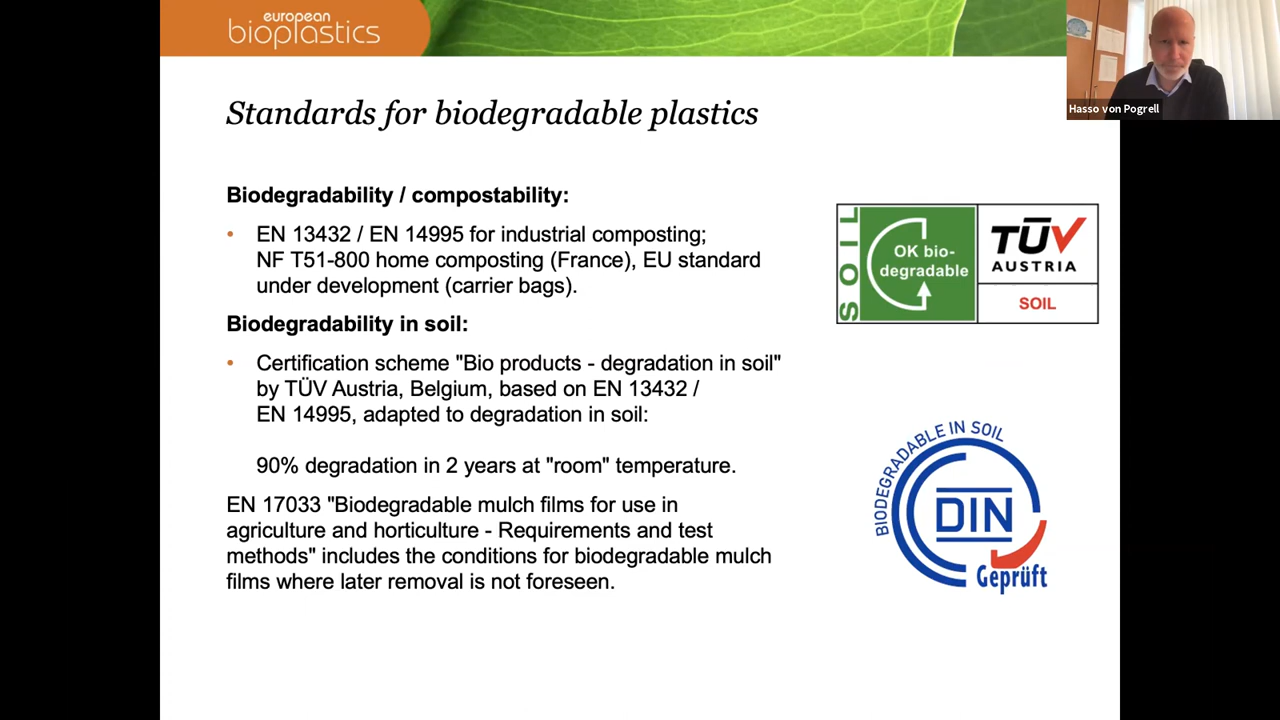 european
bioplastics
Hasso von Pogrell
Standards for biodegradable plastics
Biodegradability / compostability:
• EN 13432 / EN 14995 for industrial composting;
NF T51-800 home composting (France), EU standard
under development (carrier bags).
Biodegradability in soil:
• Certification scheme "Bio products - degradation in soil"
by TÜV Austria, Belgium, based on EN 13432 /
EN 14995, adapted to degradation in soil:
90% degradation in 2 years at "room" temperature.
EN 17033 "Biodegradable mulch films for use in
agriculture and horticulture - Requirements and test
methods" includes the conditions for biodegradable mulch
films where later removal is not foreseen.
SOIL
OK bio-
degradable
TÜV
AUSTRIA
SOIL
BIODEGRADABLE IN SOIL
DIN
Geprüft